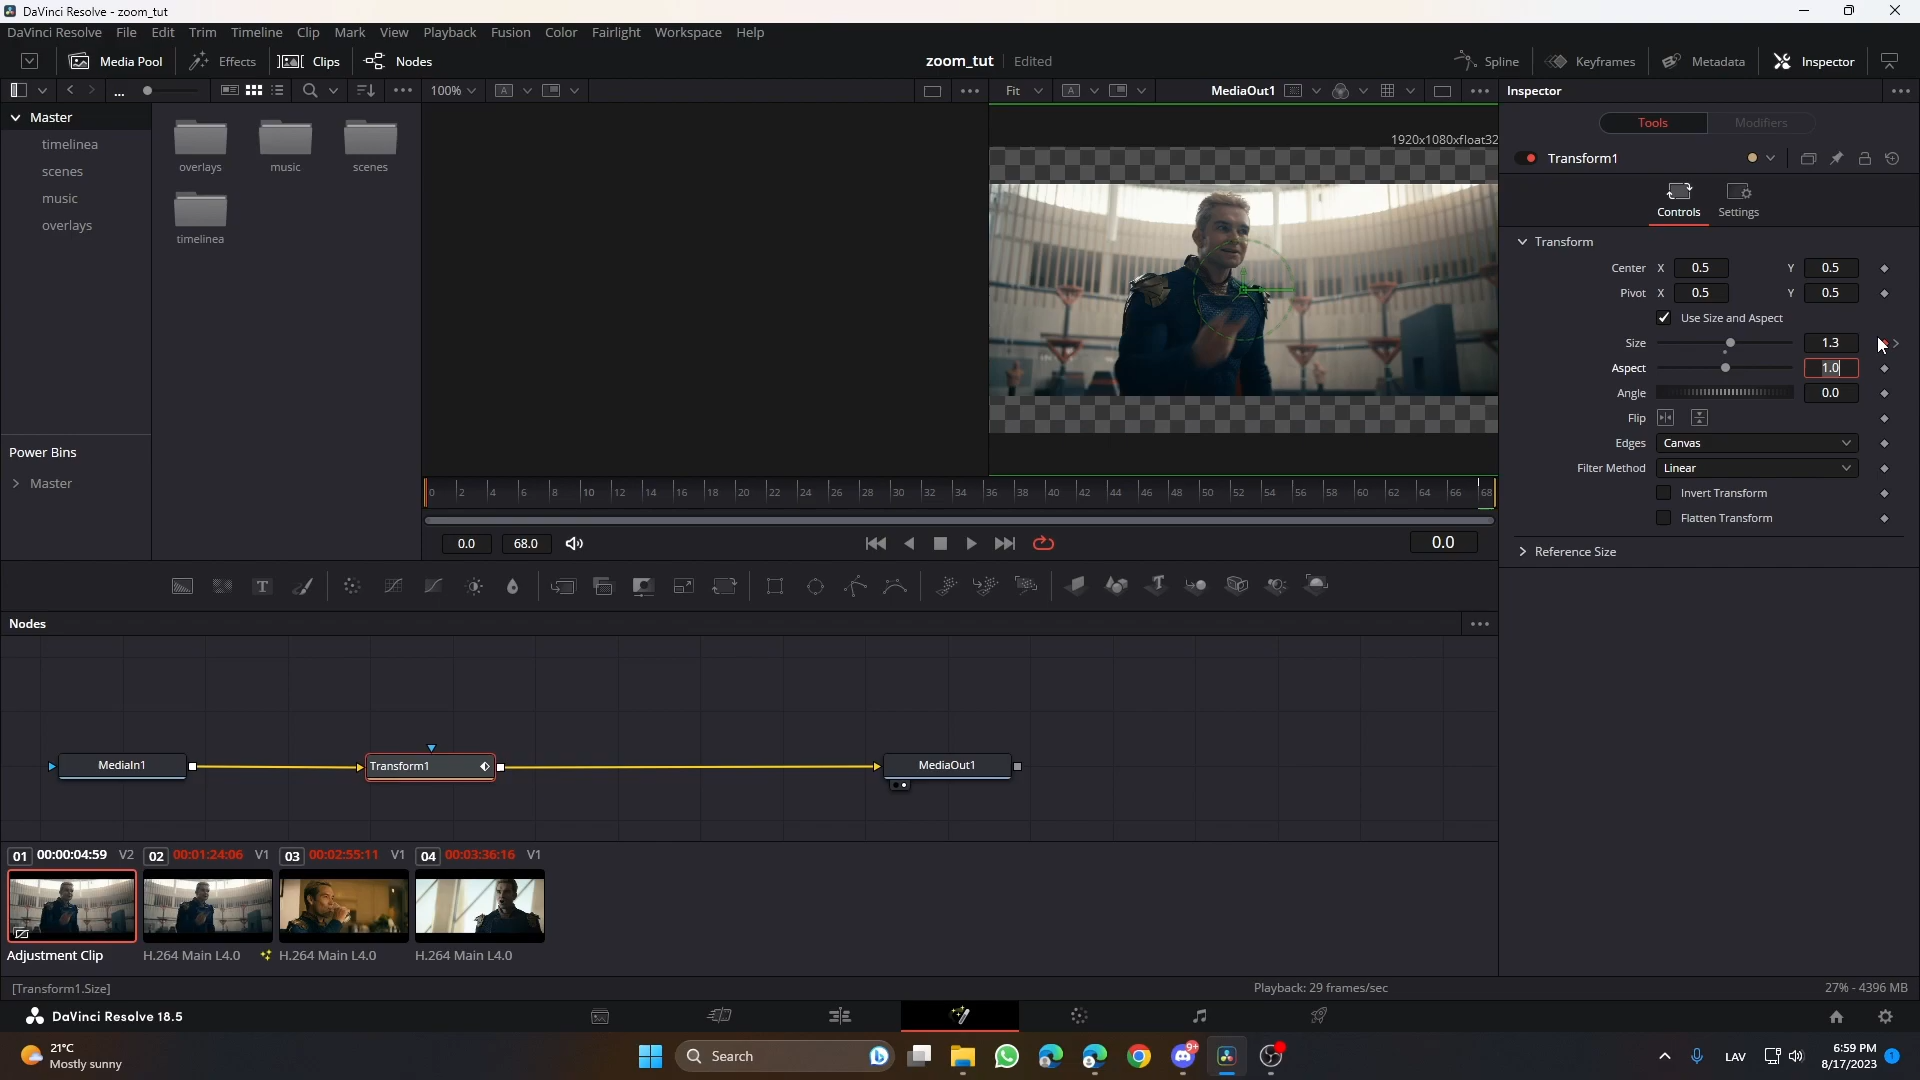 DaVinci Resolve - zoom_tut
DaVinci Resolve File Edit Trim Timeline Clip Mark View Playback Fusion Color Fairlight Workspace Help
Media Pool Effects Clips Nodes zoom_tut Edited Spline Keyframes Metadata Inspector
... 100% A Fit A MediaOut1 Inspector
Master
timelinea
scenes
music
overlays
overlays music scenes
timelinea
Power Bins
Master
1920x1080xfloat32
Tools Modifiers
Transform1
Controls Settings
Transform
Center X 0.5 Y 0.5
Pivot X 0.5 Y 0.5
Use Size and Aspect
Size 1.3
Aspect 1.0
Angle 0.0
Flip
Edges Canvas
Filter Method Linear
Invert Transform
Flatten Transform
Reference Size
0 2 4 6 8 10 12 14 16 18 20 22 24 26 28 30 32 34 36 38 40 42 44 46 48 50 52 54 56 58 60 62 64 66 68
0.0 68.0 0.0
T T
Nodes
MediaIn1 Transform1 MediaOut1
01 00:00:04:59 V2 02 00:01:24:06 V1 03 00:02:55:11 V1 04 00:03:36:16 V1
Adjustment Clip H.264 Main L4.0 H.264 Main L4.0 H.264 Main L4.0
[Transform1.Size] Playback: 29 frames/sec 27% - 4396 MB
DaVinci Resolve 18.5
21°C
Mostly sunny
Search
9+
LAV
6:59 PM
8/17/2023
1